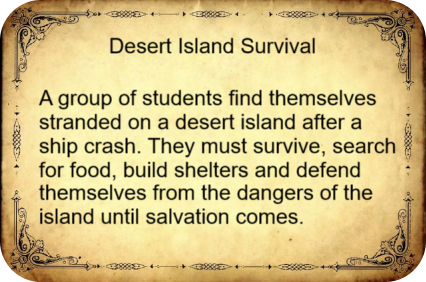 Desert Island Survival
A group of students find themselves
stranded on a desert island after a
ship crash. They must survive, search
for food, build shelters and defend
themselves from the dangers of the
island until salvation comes.